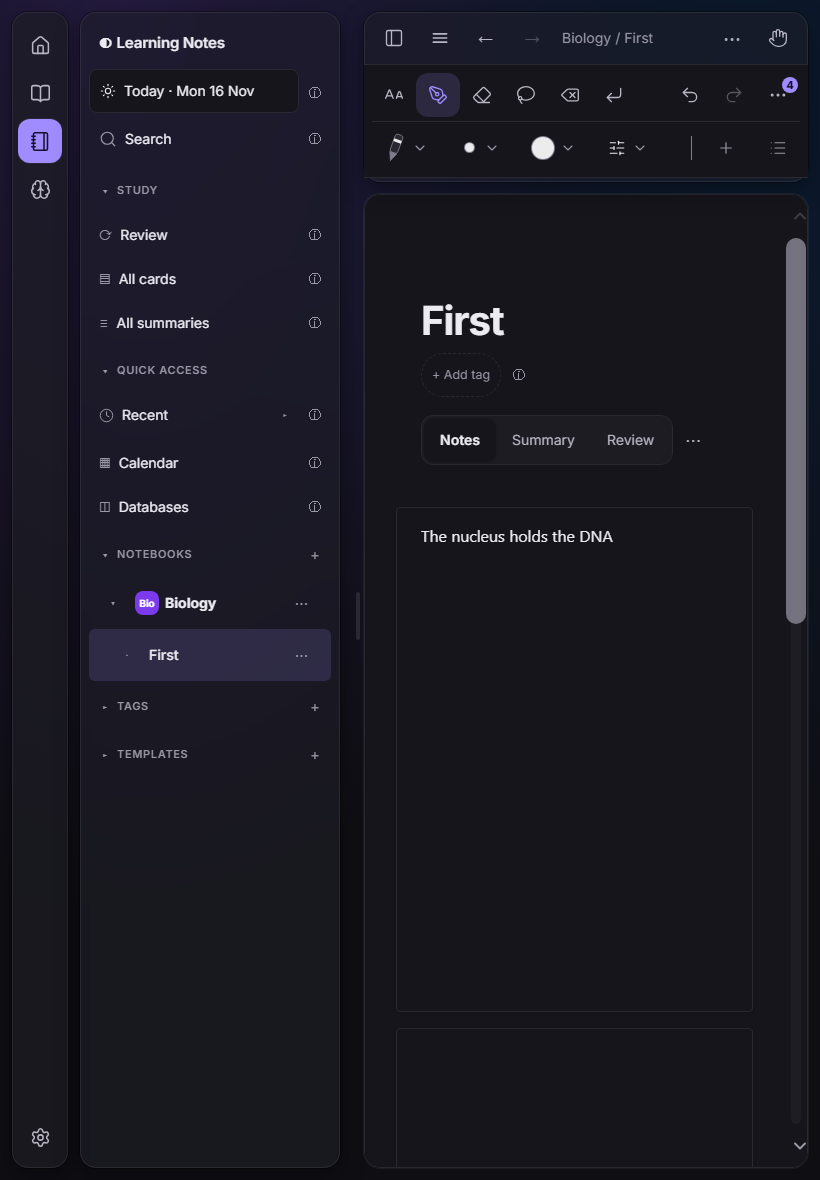 Learning Notes
Today · Mon 16 Nov
Search
STUDY
Review
All cards
All summaries
QUICK ACCESS
Recent
Calendar
Databases
NOTEBOOKS
+
Bio Biology
...
First
...
TAGS
+
TEMPLATES
+
Biology / First
...
AA
4
First
+ Add tag
Notes Summary Review ...
The nucleus holds the DNA